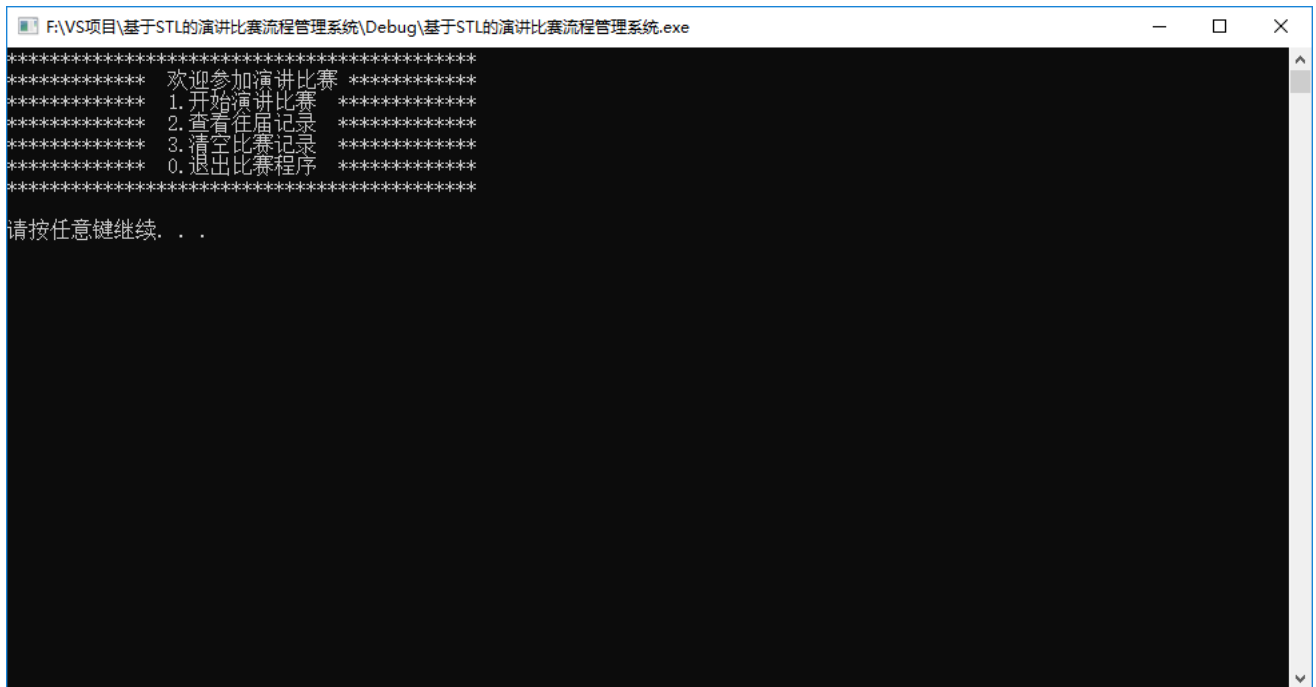 F:\VS项目\基于STL的演讲比赛流程管理系统\Debug\基于STL的演讲比赛流程管理系统.exe
********************************************
*************  欢迎参加演讲比赛 ************
*************  1.开始演讲比赛  *************
*************  2.查看往届记录  *************
*************  3.清空比赛记录  *************
*************  0.退出比赛程序  *************
********************************************
请按任意键继续. . .